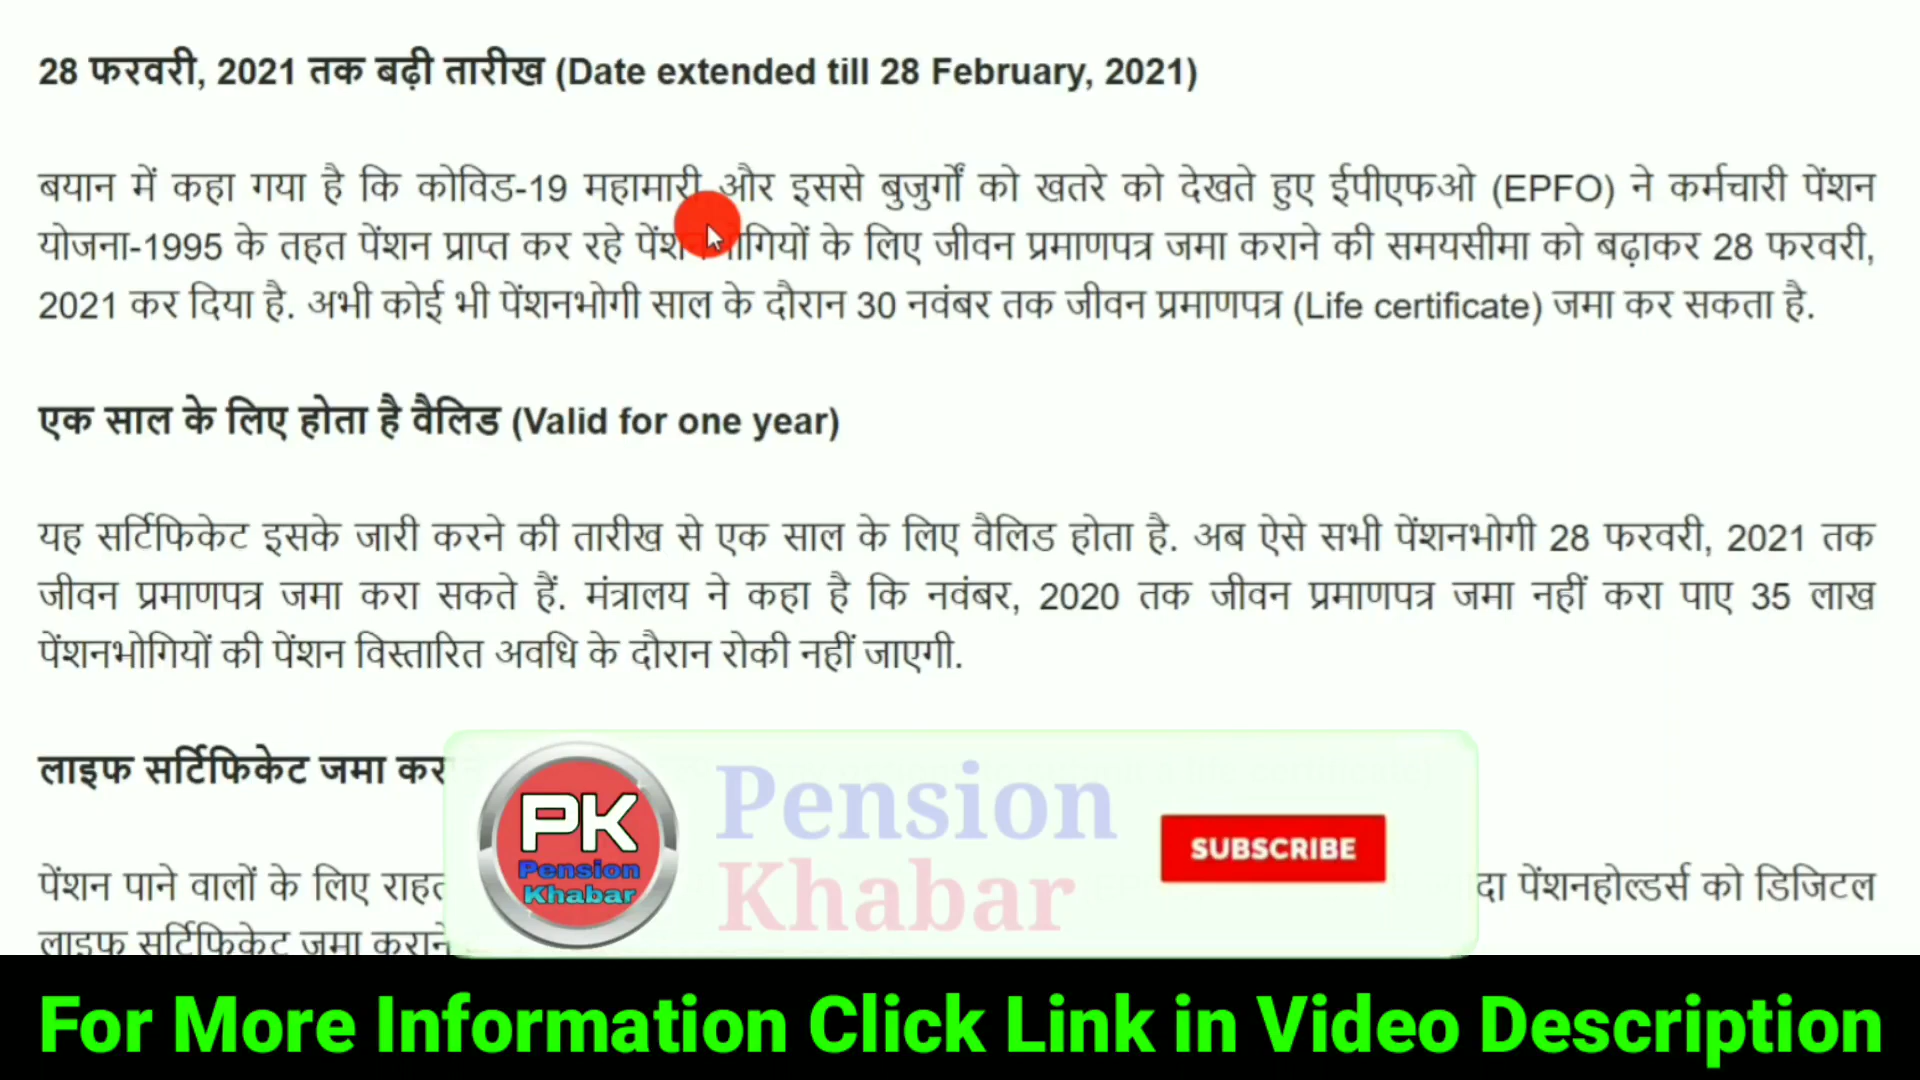 28 फरवरी, 2021 तक बढ़ी तारीख (Date extended till 28 February, 2021)
बयान में कहा गया है कि कोविड-19 महामारी और इससे बुजुर्गों को खतरे को देखते हुए ईपीएफओ (EPFO) ने कर्मचारी पेंशन
योजना-1995 के तहत पेंशन प्राप्त कर रहे के लिए जीवन प्रमाणपत्र जमा कराने की समयसीमा को बढ़ाकर 28 फरवरी,
2021 कर दिया है. अभी कोई भी पेंशनभोगी साल के दौरान 30 नवंबर तक जीवन प्रमाणपत्र (Life certificate) जमा कर सकता है.
एक साल के लिए होता है वैलिड (Valid for one year)
यह सर्टिफिकेट इसके जारी करने की तारीख से एक साल के लिए वैलिड होता है. अब ऐसे सभी पेंशनभोगी 28 फरवरी, 2021 तक
जीवन प्रमाणपत्र जमा करा सकते हैं. मंत्रालय ने कहा है कि नवंबर, 2020 तक जीवन प्रमाणपत्र जमा नहीं करा पाए 35 लाख
पेंशनभोगियों की पेंशन विस्तारित अवधि के दौरान रोकी नहीं जाएगी.
लाइफ सर्टिफिकेट जमा
पेंशन पाने वालों के लिए राहत पेंशनहोल्डर्स को डिजिटल
लाइफ सर्टिफिकेट जमा कराने
PK
Pension
Khabar
Pension
Khabar
SUBSCRIBE
For More Information Click Link in Video Description